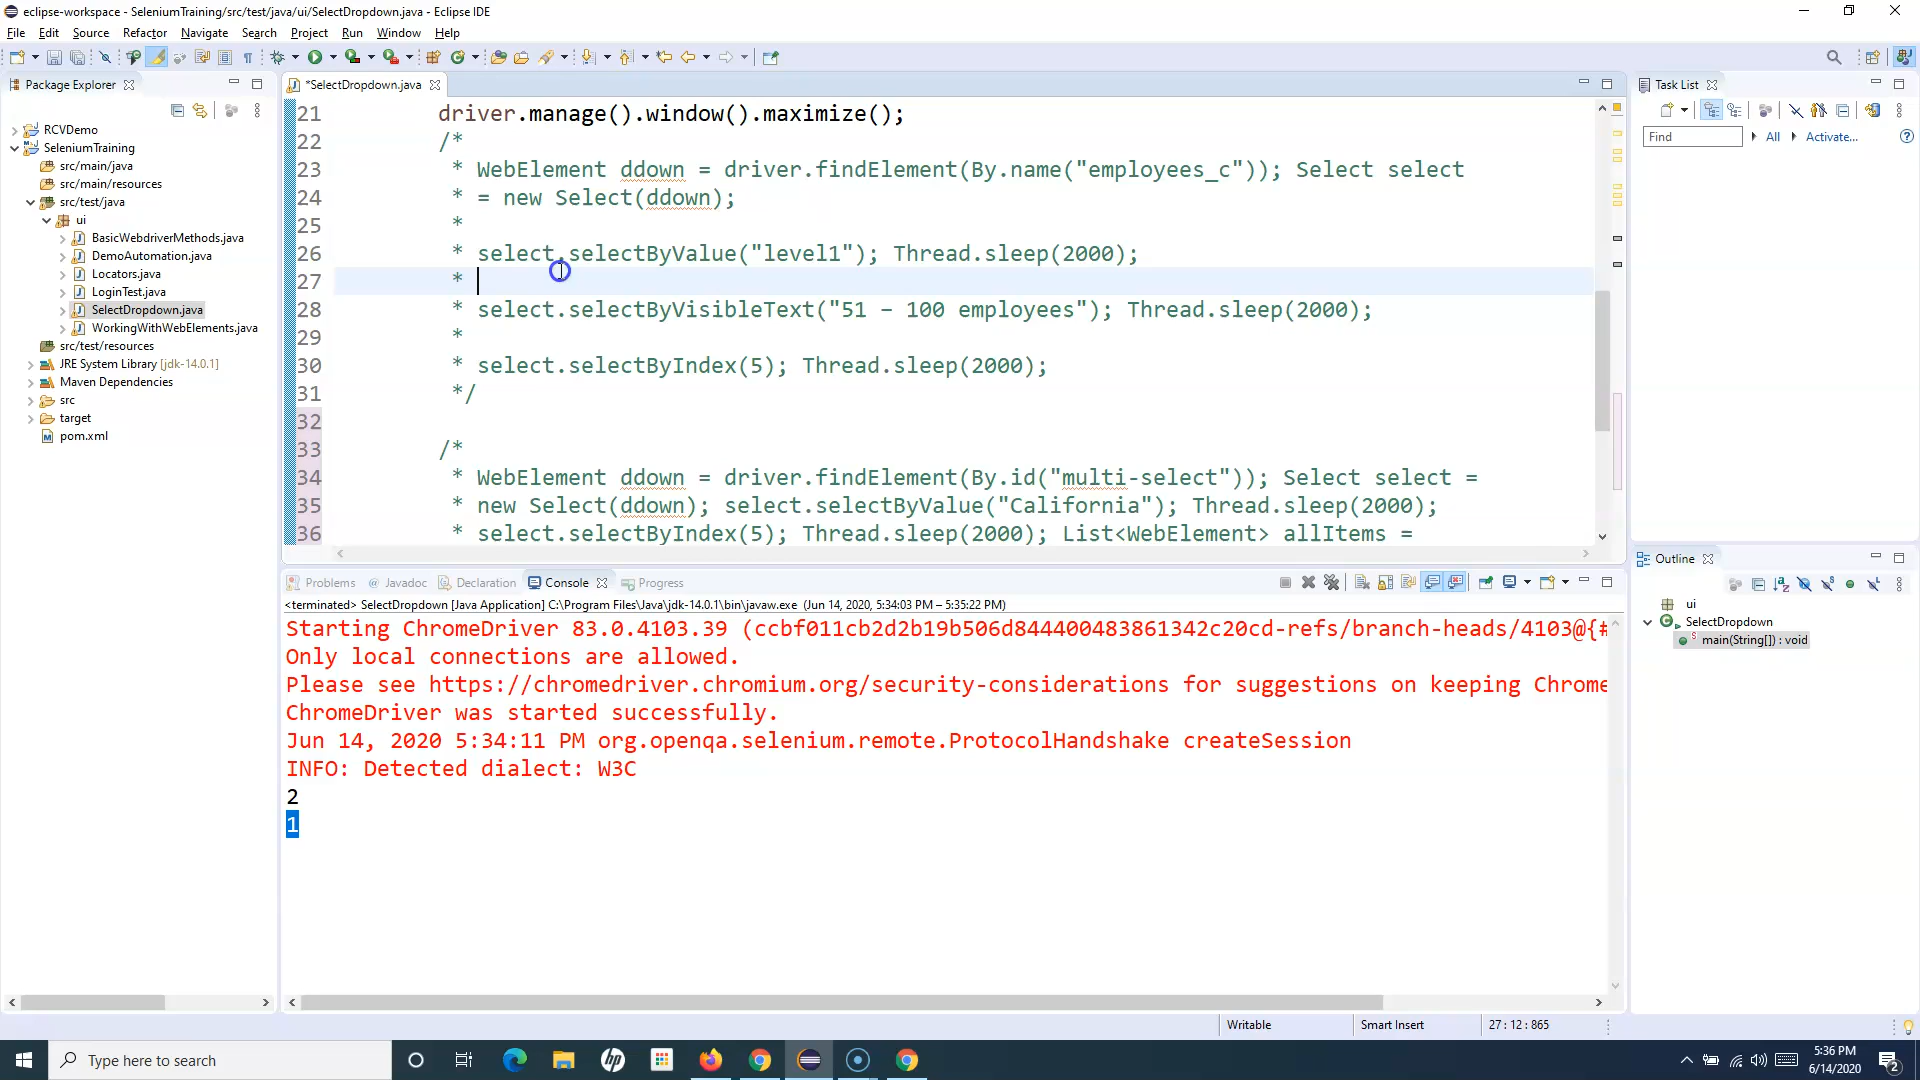 eclipse-workspace - SeleniumTraining/src/test/java/ui/SelectDropdown.java - Eclipse IDE
File Edit Source Refactor Navigate Search Project Run Window Help
Package Explorer
RCVDemo
SeleniumTraining
src/main/java
src/main/resources
src/test/java
ui
BasicWebdriverMethods.java
DemoAutomation.java
Locators.java
LoginTest.java
SelectDropdown.java
WorkingWithWebElements.java
src/test/resources
JRE System Library [jdk-14.0.1]
Maven Dependencies
src
target
pom.xml
*SelectDropdown.java
21 driver.manage().window().maximize();
22 /*
23 * WebElement ddown = driver.findElement(By.name("employees_c")); Select select
24 * = new Select(ddown);
25 *
26 * select.selectByValue("level1"); Thread.sleep(2000);
27 *
28 * select.selectByVisibleText("51 – 100 employees"); Thread.sleep(2000);
29 *
30 * select.selectByIndex(5); Thread.sleep(2000);
31 */
32
33 /*
34 * WebElement ddown = driver.findElement(By.id("multi-select")); Select select =
35 * new Select(ddown); select.selectByValue("California"); Thread.sleep(2000);
36 * select.selectByIndex(5); Thread.sleep(2000); List<WebElement> allItems =
Problems Javadoc Declaration Console Progress
<terminated> SelectDropdown [Java Application] C:\Program Files\Java\jdk-14.0.1\bin\javaw.exe (Jun 14, 2020, 5:34:03 PM – 5:35:22 PM)
Starting ChromeDriver 83.0.4103.39 (ccbf011cb2d2b19b506d844400483861342c20cd-refs/branch-heads/4103@{#
Only local connections are allowed.
Please see https://chromedriver.chromium.org/security-considerations for suggestions on keeping Chrome
ChromeDriver was started successfully.
Jun 14, 2020 5:34:11 PM org.openqa.selenium.remote.ProtocolHandshake createSession
INFO: Detected dialect: W3C
2
1
Task List
Find All Activate...
Outline
ui
SelectDropdown
main(String[]) : void
Writable Smart Insert 27 : 12 : 865
Type here to search
5:36 PM
6/14/2020
2